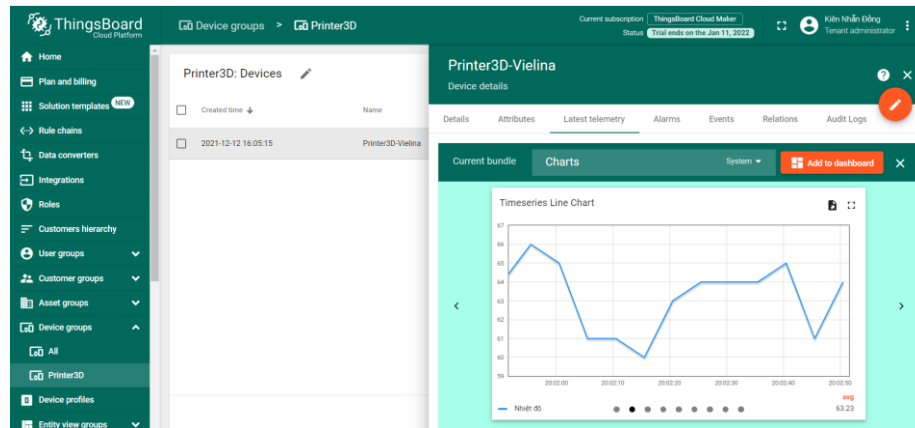 ThingsBoard
Cloud Platform
Device groups > Printer3D
Current subscription ThingsBoard Cloud Maker
Status Trial ends on the Jan 11, 2022
Kiên Nhẫn Đông
Tenant administrator
Home
Plan and billing
Solution templates NEW
Rule chains
Data converters
Integrations
Roles
Customers hierarchy
User groups
Customer groups
Asset groups
Device groups
All
Printer3D
Device profiles
Entity view groups
Printer3D: Devices
Created time Name
2021-12-12 16:05:15 Printer3D-Vielina
Printer3D-Vielina
Device details
Details Attributes Latest telemetry Alarms Events Relations Audit Logs
Current bundle Charts System Add to dashboard
Timeseries Line Chart
67
66
65
64
63
62
61
60
59
20:02:00 20:02:10 20:02:20 20:02:30 20:02:40 20:02:50
avg
Nhiệt độ 63.23